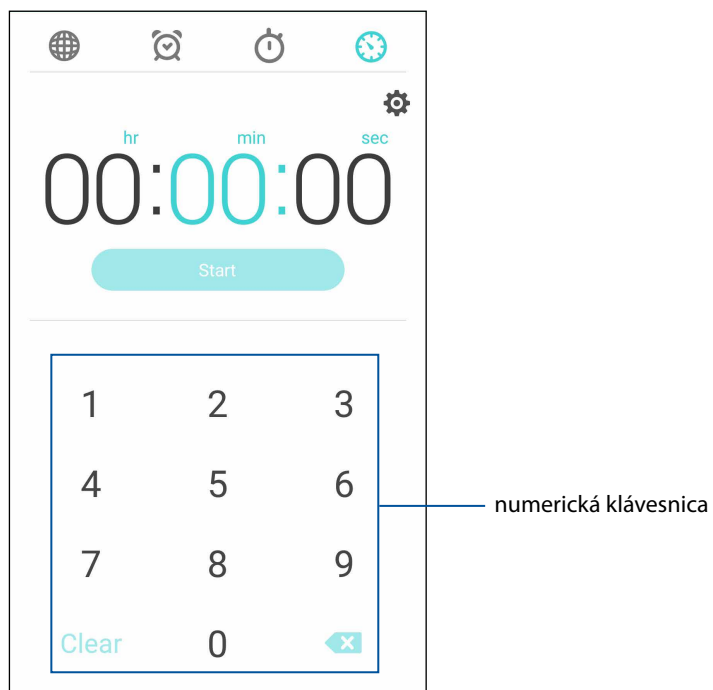 hr min sec
00:00:00
Start
1 2 3
4 5 6
numerická klávesnica
7 8 9
Clear 0